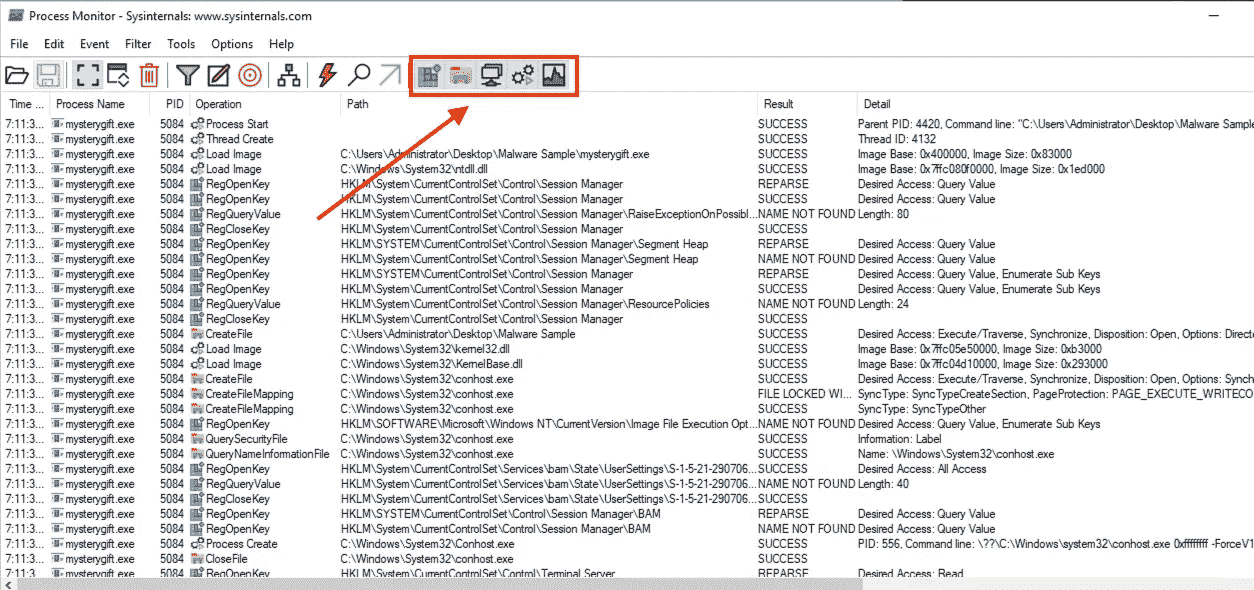 Process Monitor - Sysinternals: www.sysinternals.com
File Edit Event Filter Tools Options Help
Time ... Process Name PID Operation Path Result Detail
7:11:3... mysterygift.exe 5084 Process Start SUCCESS Parent PID: 4420, Command line: "C:\Users\Administrator\Desktop\Malware Sample
7:11:3... mysterygift.exe 5084 Thread Create SUCCESS Thread ID: 4132
7:11:3... mysterygift.exe 5084 Load Image C:\Users\Administrator\Desktop\Malware Sample\mysterygift.exe SUCCESS Image Base: 0x400000, Image Size: 0x83000
7:11:3... mysterygift.exe 5084 Load Image C:\Windows\System32\ntdll.dll SUCCESS Image Base: 0x7ffc080f0000, Image Size: 0x1ed000
7:11:3... mysterygift.exe 5084 RegOpenKey HKLM\System\CurrentControlSet\Control\Session Manager REPARSE Desired Access: Query Value
7:11:3... mysterygift.exe 5084 RegOpenKey HKLM\System\CurrentControlSet\Control\Session Manager SUCCESS Desired Access: Query Value
7:11:3... mysterygift.exe 5084 RegQueryValue HKLM\System\CurrentControlSet\Control\Session Manager\RaiseExceptionOnPossibl... NAME NOT FOUND Length: 80
7:11:3... mysterygift.exe 5084 RegCloseKey HKLM\System\CurrentControlSet\Control\Session Manager SUCCESS
7:11:3... mysterygift.exe 5084 RegOpenKey HKLM\SYSTEM\CurrentControlSet\Control\Session Manager\Segment Heap REPARSE Desired Access: Query Value
7:11:3... mysterygift.exe 5084 RegOpenKey HKLM\System\CurrentControlSet\Control\Session Manager\Segment Heap NAME NOT FOUND Desired Access: Query Value
7:11:3... mysterygift.exe 5084 RegOpenKey HKLM\SYSTEM\CurrentControlSet\Control\Session Manager REPARSE Desired Access: Query Value, Enumerate Sub Keys
7:11:3... mysterygift.exe 5084 RegOpenKey HKLM\System\CurrentControlSet\Control\Session Manager SUCCESS Desired Access: Query Value, Enumerate Sub Keys
7:11:3... mysterygift.exe 5084 RegQueryValue HKLM\System\CurrentControlSet\Control\Session Manager\ResourcePolicies NAME NOT FOUND Length: 24
7:11:3... mysterygift.exe 5084 RegCloseKey HKLM\System\CurrentControlSet\Control\Session Manager SUCCESS
7:11:3... mysterygift.exe 5084 CreateFile C:\Users\Administrator\Desktop\Malware Sample SUCCESS Desired Access: Execute/Traverse, Synchronize, Disposition: Open, Options: Direct
7:11:3... mysterygift.exe 5084 Load Image C:\Windows\System32\kernel32.dll SUCCESS Image Base: 0x7ffc05e50000, Image Size: 0xb3000
7:11:3... mysterygift.exe 5084 Load Image C:\Windows\System32\KernelBase.dll SUCCESS Image Base: 0x7ffc04d10000, Image Size: 0x293000
7:11:3... mysterygift.exe 5084 CreateFile C:\Windows\System32\conhost.exe SUCCESS Desired Access: Execute/Traverse, Synchronize, Disposition: Open, Options: Synch
7:11:3... mysterygift.exe 5084 CreateFileMapping C:\Windows\System32\conhost.exe FILE LOCKED WI... SyncType: SyncTypeCreateSection, PageProtection: PAGE_EXECUTE_WRITECO
7:11:3... mysterygift.exe 5084 CreateFileMapping C:\Windows\System32\conhost.exe SUCCESS SyncType: SyncTypeOther
7:11:3... mysterygift.exe 5084 RegOpenKey HKLM\SOFTWARE\Microsoft\Windows NT\CurrentVersion\Image File Execution Opt... NAME NOT FOUND Desired Access: Query Value, Enumerate Sub Keys
7:11:3... mysterygift.exe 5084 QuerySecurityFile C:\Windows\System32\conhost.exe SUCCESS Information: Label
7:11:3... mysterygift.exe 5084 QueryNameInformationFile C:\Windows\System32\conhost.exe SUCCESS Name: \Windows\System32\conhost.exe
7:11:3... mysterygift.exe 5084 RegOpenKey HKLM\System\CurrentControlSet\Services\bam\State\UserSettings\S-1-5-21-290706... SUCCESS Desired Access: All Access
7:11:3... mysterygift.exe 5084 RegQueryValue HKLM\System\CurrentControlSet\Services\bam\State\UserSettings\S-1-5-21-290706... NAME NOT FOUND Length: 40
7:11:3... mysterygift.exe 5084 RegCloseKey HKLM\System\CurrentControlSet\Services\bam\State\UserSettings\S-1-5-21-290706... SUCCESS
7:11:3... mysterygift.exe 5084 RegOpenKey HKLM\SYSTEM\CurrentControlSet\Control\Session Manager\BAM REPARSE Desired Access: Query Value
7:11:3... mysterygift.exe 5084 RegOpenKey HKLM\System\CurrentControlSet\Control\Session Manager\BAM NAME NOT FOUND Desired Access: Query Value
7:11:3... mysterygift.exe 5084 Process Create C:\Windows\System32\Conhost.exe SUCCESS PID: 556, Command line: \??\C:\Windows\system32\conhost.exe 0xffffffff -ForceV1
7:11:3... mysterygift.exe 5084 CloseFile C:\Windows\System32\conhost.exe SUCCESS
7:11:3... mysterygift.exe 5084 RegOpenKey HKLM\System\CurrentControlSet\Control\Terminal Server REPARSE Desired Access: Read